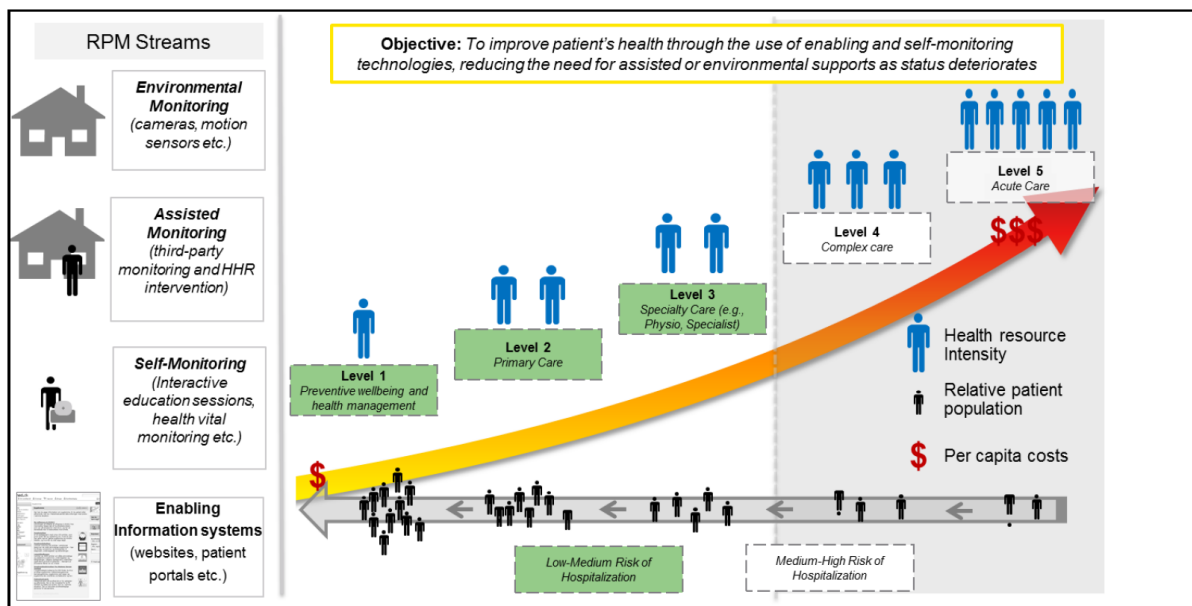 RPM Streams
Environmental
Monitoring
(cameras, motion
sensors etc.)
Assisted
Monitoring
(third-party
monitoring and HHR
intervention)
Self-Monitoring
(Interactive
education sessions,
health vital
monitoring etc.)
Enabling
Information systems
(websites, patient
portals etc.)
Objective: To improve patient's health through the use of enabling and self-monitoring
technologies, reducing the need for assisted or environmental supports as status deteriorates
Level 5
Acute Care
Level 4
Complex care
Level 3
Specialty Care (e.g.,
Physio, Specialist)
Level 2
Primary Care
Level 1
Preventive wellbeing and
health management
$$$
$
Health resource
Intensity
Relative patient
population
$ Per capita costs
Low-Medium Risk of
Hospitalization
Medium-High Risk of
Hospitalization